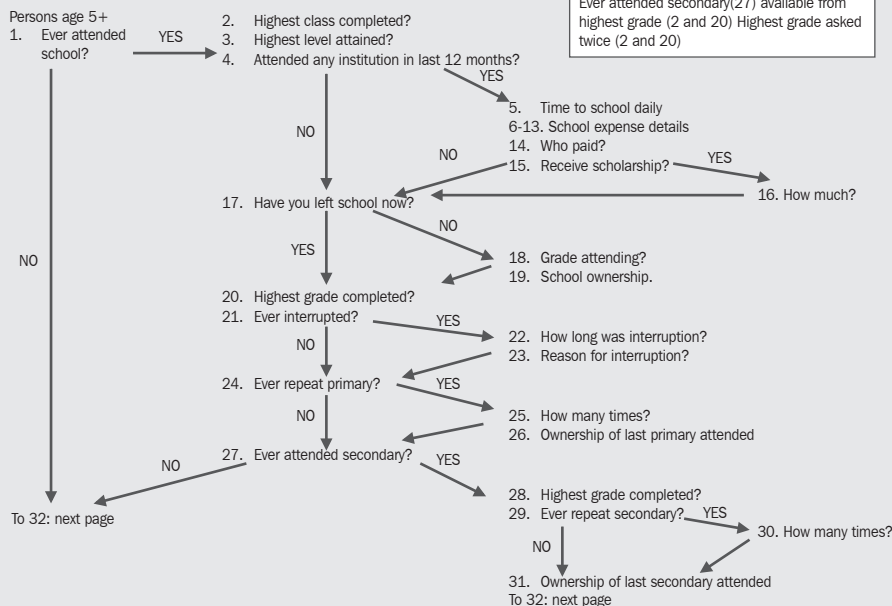 Ever attended secondary(27) available from
highest grade (2 and 20) Highest grade asked
twice (2 and 20)
Persons age 5+
1. Ever attended
school?
YES
2. Highest class completed?
3. Highest level attained?
4. Attended any institution in last 12 months?
YES
5. Time to school daily
6-13. School expense details
14. Who paid?
15. Receive scholarship?
YES
16. How much?
NO
NO
17. Have you left school now?
NO
18. Grade attending?
19. School ownership.
YES
NO
20. Highest grade completed?
21. Ever interrupted?
YES
22. How long was interruption?
23. Reason for interruption?
NO
24. Ever repeat primary?
YES
25. How many times?
26. Ownership of last primary attended
NO
27. Ever attended secondary?
YES
NO
28. Highest grade completed?
29. Ever repeat secondary?
YES
30. How many times?
NO
31. Ownership of last secondary attended
To 32: next page
To 32: next page